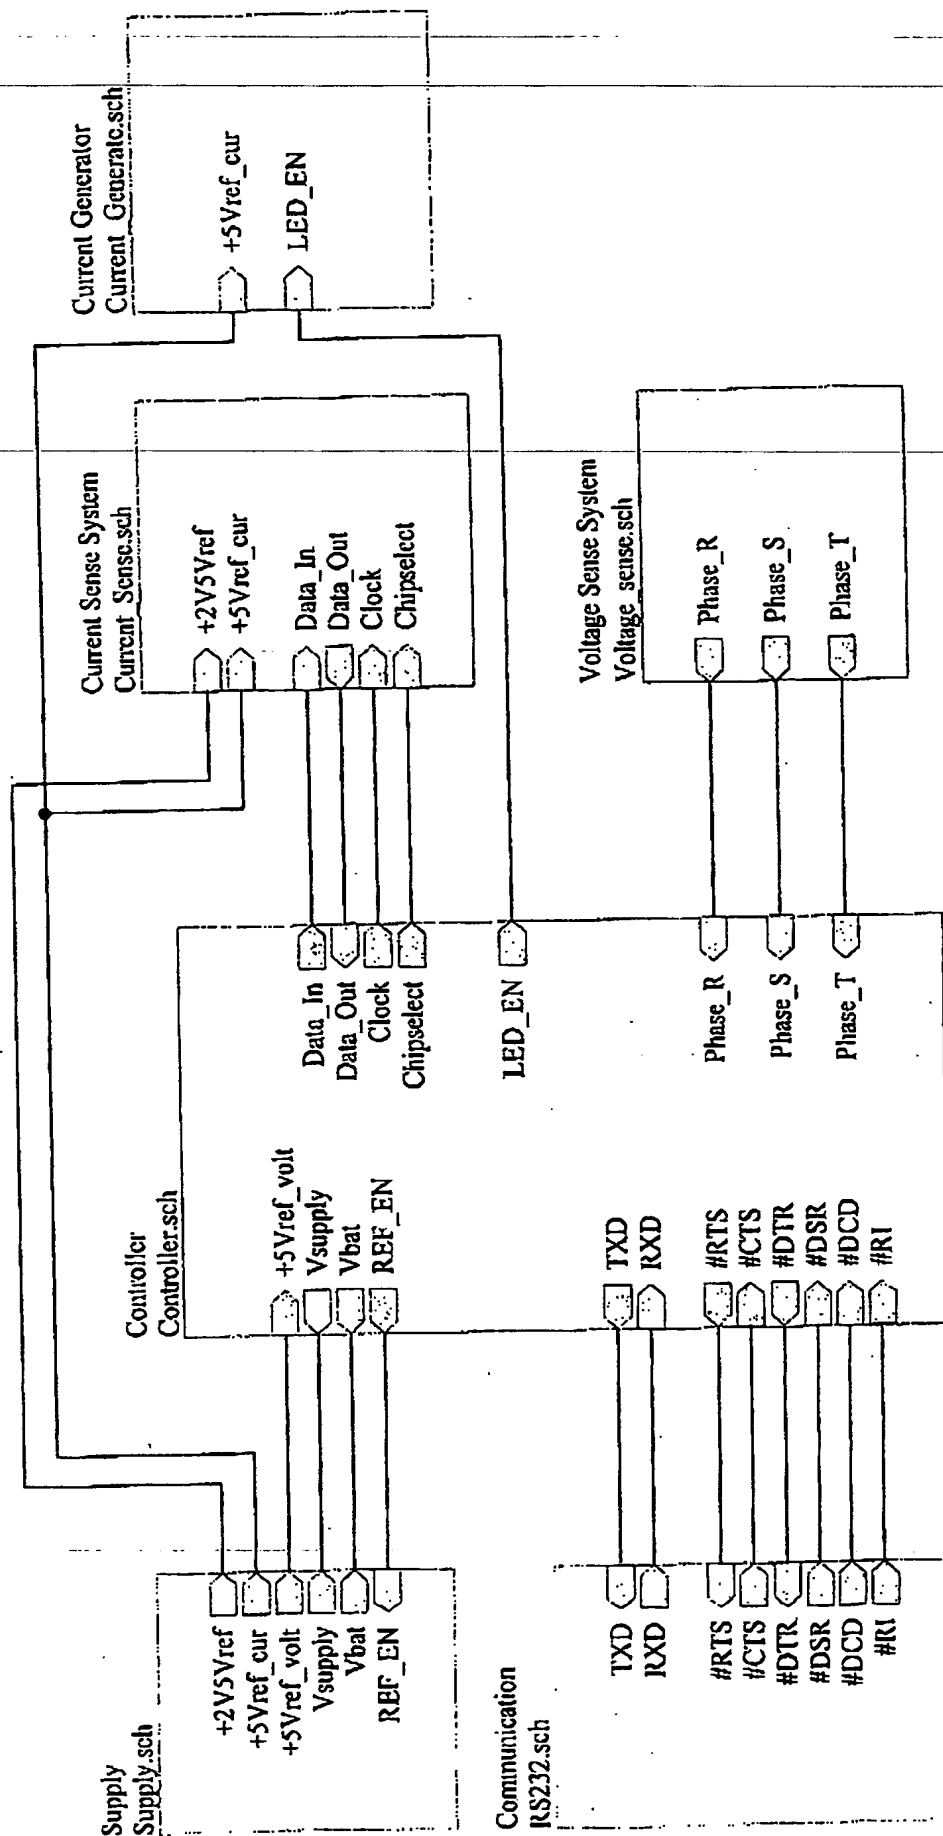 Supply
Supply.sch
+2V5Vref
+5Vref_cur
+5Vref_volt
Vsupply
Vbat
REF_EN
Communication
RS232.sch
TXD
RXD
#RTS
#CTS
#DTR
#DSR
#DCD
#RI
Controller
Controller.sch
+5Vref_volt
Vsupply
Vbat
REF_EN
TXD
RXD
#RTS
#CTS
#DTR
#DSR
#DCD
#RI
Data_In
Data_Out
Clock
Chipselect
LED_EN
Phase_R
Phase_S
Phase_T
Current Sense System
Current_Sense.sch
+2V5Vref
+5Vref_cur
Data_In
Data_Out
Clock
Chipselect
Voltage Sense System
Voltage_sense.sch
Phase_R
Phase_S
Phase_T
Current Generator
Current_Generate.sch
+5Vref_cur
LED_EN